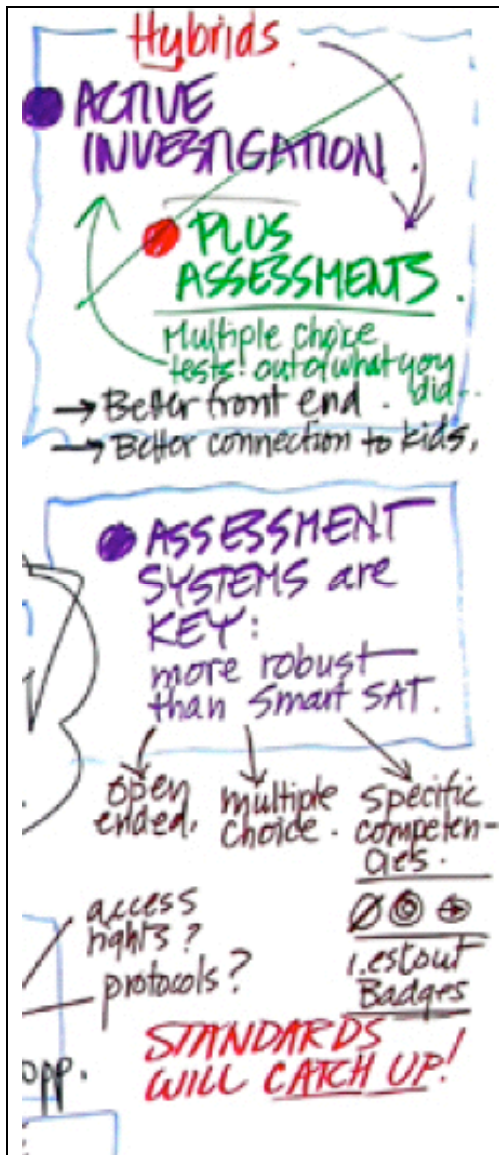 Hybrids.
ACTIVE
INVESTIGATION.
PLUS
ASSESSMENTS.
Multiple choice
tests: out of what you
did..
→ Better front end.
→ Better connection to kids.
ASSESSMENT
SYSTEMS are
KEY:
more robust
than Smart SAT.
open
ended.
multiple
choice.
specific
competen-
cies.
access
rights?
protocols?
Badges
STANDARDS
WILL CATCH UP!
opp.